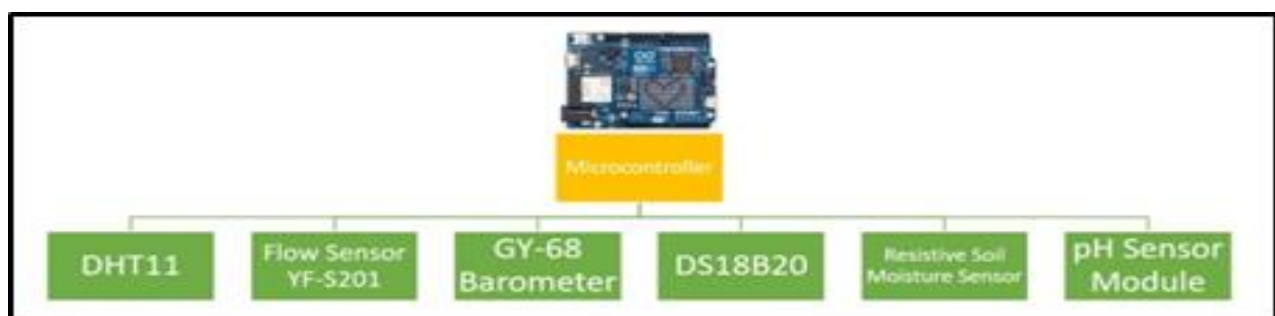 Microcontroller
DHT11
Flow Sensor
YF-S201
GY-68
Barometer
DS18B20
Resistive Soil
Moisture Sensor
pH Sensor
Module